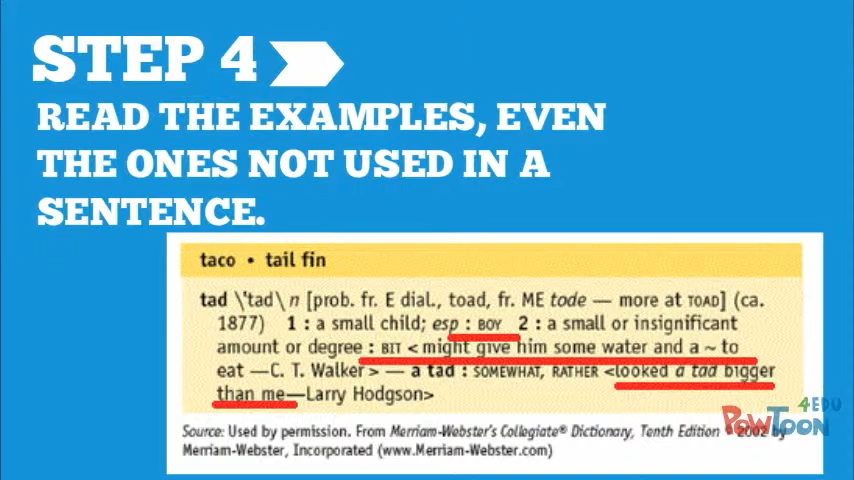 STEP 4
READ THE EXAMPLES, EVEN
THE ONES NOT USED IN A
SENTENCE.
taco • tail fin
tad \'tad\ n [prob. fr. E dial., toad, fr. ME tode — more at TOAD] (ca.
1877) 1 : a small child; esp : BOY 2 : a small or insignificant
amount or degree : BIT < might give him some water and a ~ to
eat —C. T. Walker> — a tad : SOMEWHAT, RATHER <looked a tad bigger
than me—Larry Hodgson>
Source: Used by permission. From Merriam-Webster's Collegiate® Dictionary, Tenth Edition • 2002 by
Merriam-Webster, Incorporated (www.Merriam-Webster.com)
4EDU
POWTOON